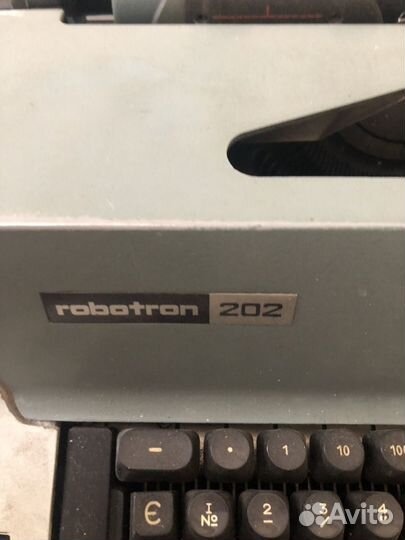 robotron 202
- • 1 10
Є I 2 3 4
№ -
Avito